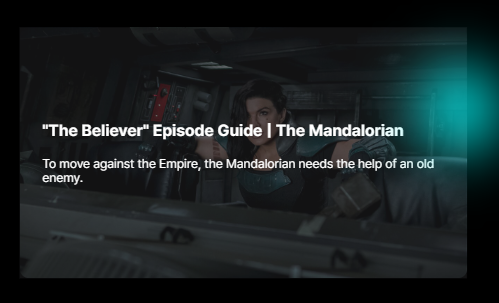 "The Believer" Episode Guide | The Mandalorian
To move against the Empire, the Mandalorian needs the help of an old
enemy.